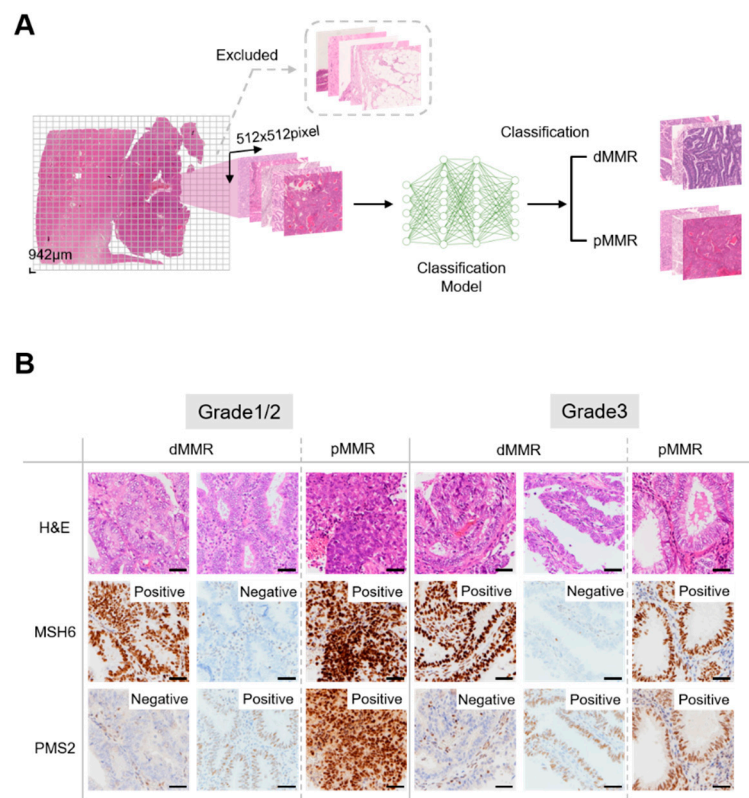 A
Excluded
512x512pixel
Classification
dMMR
pMMR
942μm
Classification
Model
B
Grade1/2
Grade3
dMMR
pMMR
dMMR
pMMR
H&E
MSH6
Positive
Negative
Positive
Positive
Negative
Positive
PMS2
Negative
Positive
Positive
Negative
Positive
Positive